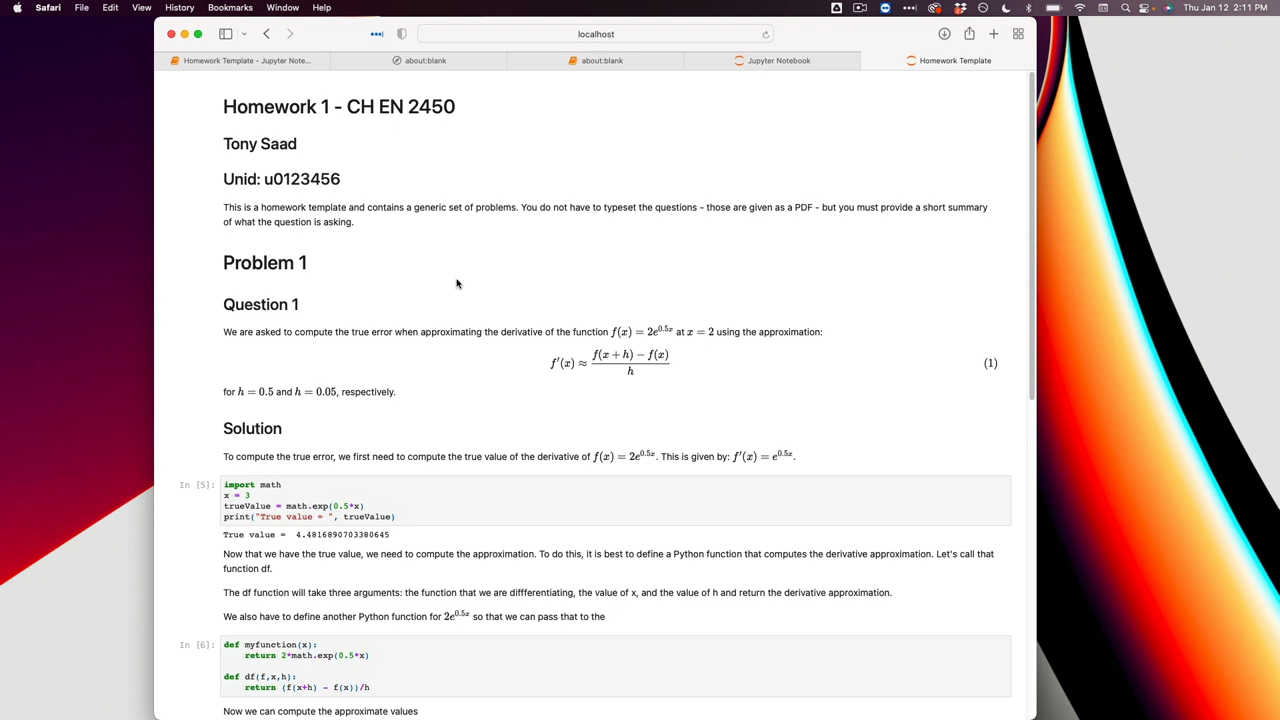 Safari File Edit View History Bookmarks Window Help Thu Jan 12 2:11 PM
localhost
Homework Template - Jupyter Note... about:blank about:blank Jupyter Notebook Homework Template
Homework 1 - CH EN 2450
Tony Saad
Unid: u0123456
This is a homework template and contains a generic set of problems. You do not have to typeset the questions - those are given as a PDF - but you must provide a short summary
of what the question is asking.
Problem 1
Question 1
We are asked to compute the true error when approximating the derivative of the function f(x) = 2e^{0.5x} at x = 2 using the approximation:
f′(x) ≈ \frac{f(x + h) − f(x)}{h} (1)
for h = 0.5 and h = 0.05, respectively.
Solution
To compute the true error, we first need to compute the true value of the derivative of f(x) = 2e^{0.5x}. This is given by: f′(x) = e^{0.5x}.
In [5]: import math
x = 3
trueValue = math.exp(0.5*x)
print("True value = ", trueValue)
True value = 4.4816890703380645
Now that we have the true value, we need to compute the approximation. To do this, it is best to define a Python function that computes the derivative approximation. Let's call that
function df.
The df function will take three arguments: the function that we are diffferentiating, the value of x, and the value of h and return the derivative approximation.
We also have to define another Python function for 2e^{0.5x} so that we can pass that to the
In [6]: def myfunction(x):
return 2*math.exp(0.5*x)
def df(f,x,h):
return (f(x+h) - f(x))/h
Now we can compute the approximate values